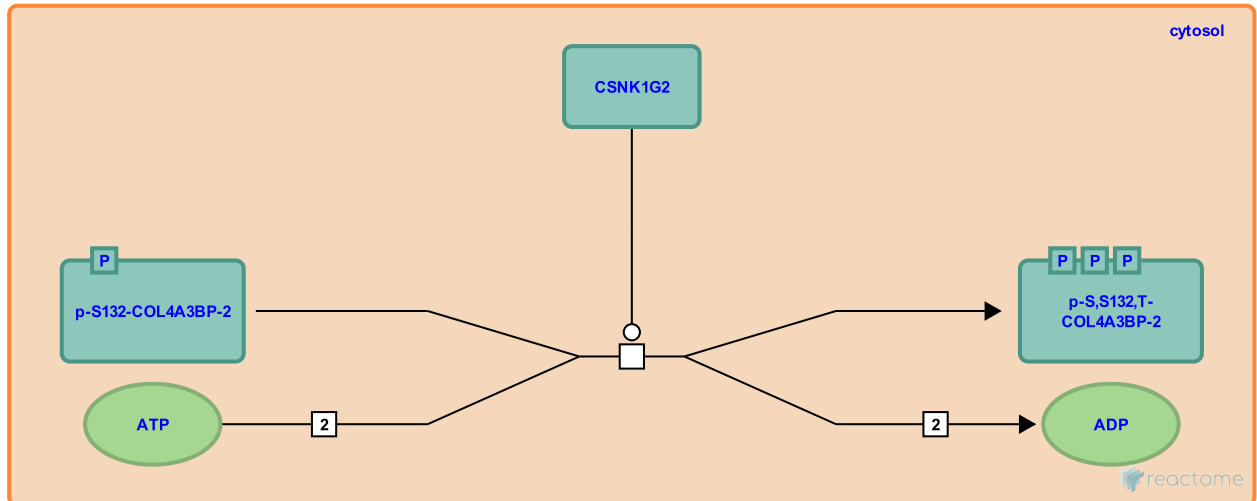 cytosol
CSNK1G2
P
p-S132-COL4A3BP-2
P P P
p-S,S132,T-
COL4A3BP-2
ATP
2
2
ADP
reactome